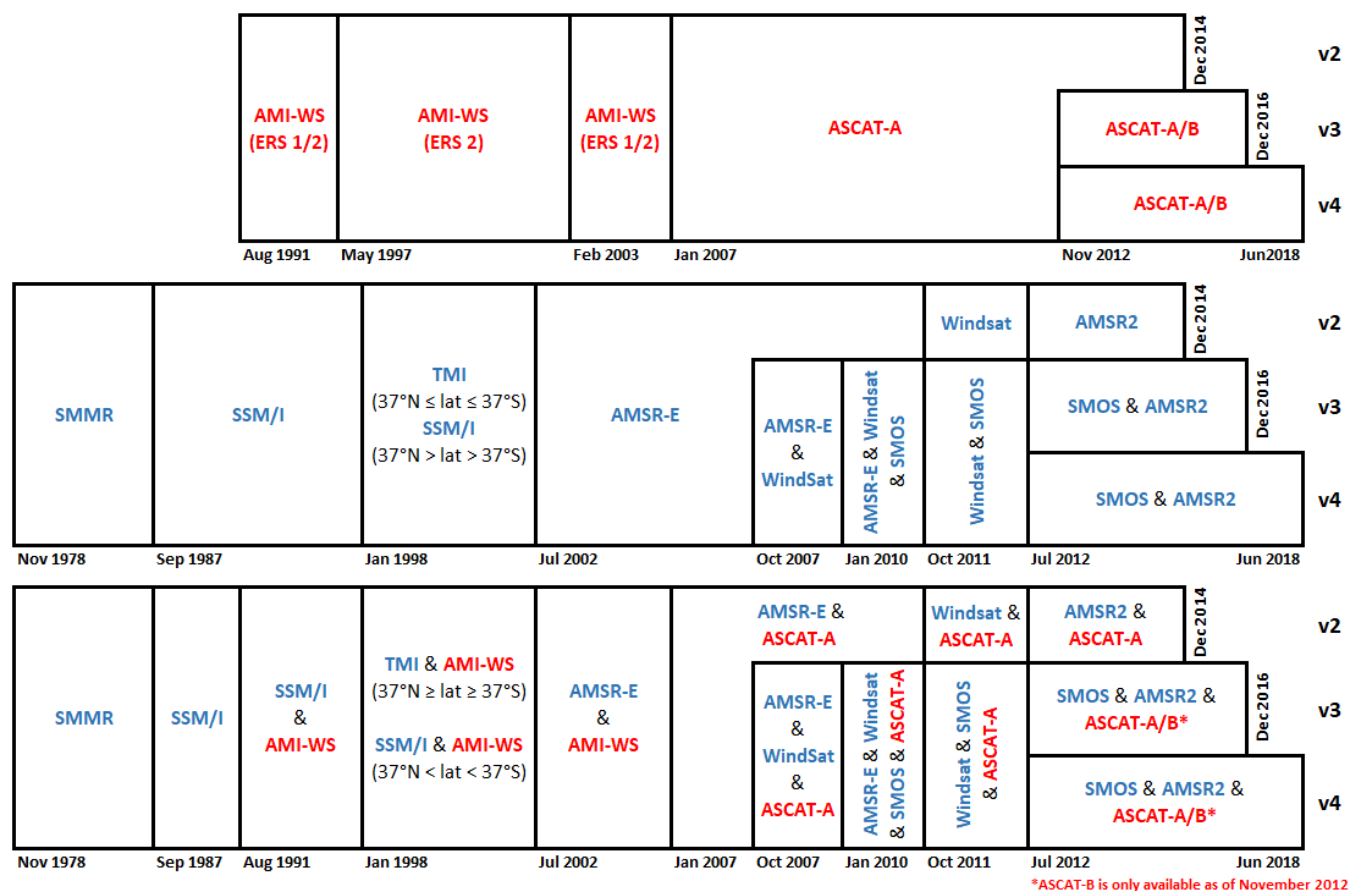 v2
Dec2014
AMI-WS
(ERS 1/2)
AMI-WS
(ERS 2)
AMI-WS
(ERS 1/2)
ASCAT-A
ASCAT-A/B
Dec2016
v3
ASCAT-A/B
v4
Aug 1991
May 1997
Feb 2003
Jan 2007
Nov 2012
Jun2018
Windsat
AMSR2
Dec2014
v2
SMMR
SSM/I
TMI
(37°N ≤ lat ≤ 37°S)
SSM/I
(37°N > lat > 37°S)
AMSR-E
AMSR-E
&
WindSat
AMSR-E & Windsat
& SMOS
Windsat & SMOS
SMOS & AMSR2
Dec2016
v3
SMOS & AMSR2
v4
Nov 1978
Sep 1987
Jan 1998
Jul 2002
Oct 2007
Jan 2010
Oct 2011
Jul 2012
Jun 2018
AMSR-E &
ASCAT-A
Windsat &
ASCAT-A
AMSR2 &
ASCAT-A
Dec2014
v2
SMMR
SSM/I
SSM/I
&
AMI-WS
TMI & AMI-WS
(37°N ≥ lat ≥ 37°S)
SSM/I & AMI-WS
(37°N < lat < 37°S)
AMSR-E
&
AMI-WS
AMSR-E
&
WindSat
&
ASCAT-A
AMSR-E & Windsat
& SMOS & ASCAT-A
Windsat & SMOS
& ASCAT-A
SMOS & AMSR2 &
ASCAT-A/B*
Dec2016
v3
SMOS & AMSR2 &
ASCAT-A/B*
v4
Nov 1978
Sep 1987
Aug 1991
Jan 1998
Jul 2002
Jan 2007
Oct 2007
Jan 2010
Oct 2011
Jul 2012
Jun 2018
*ASCAT-B is only available as of November 2012